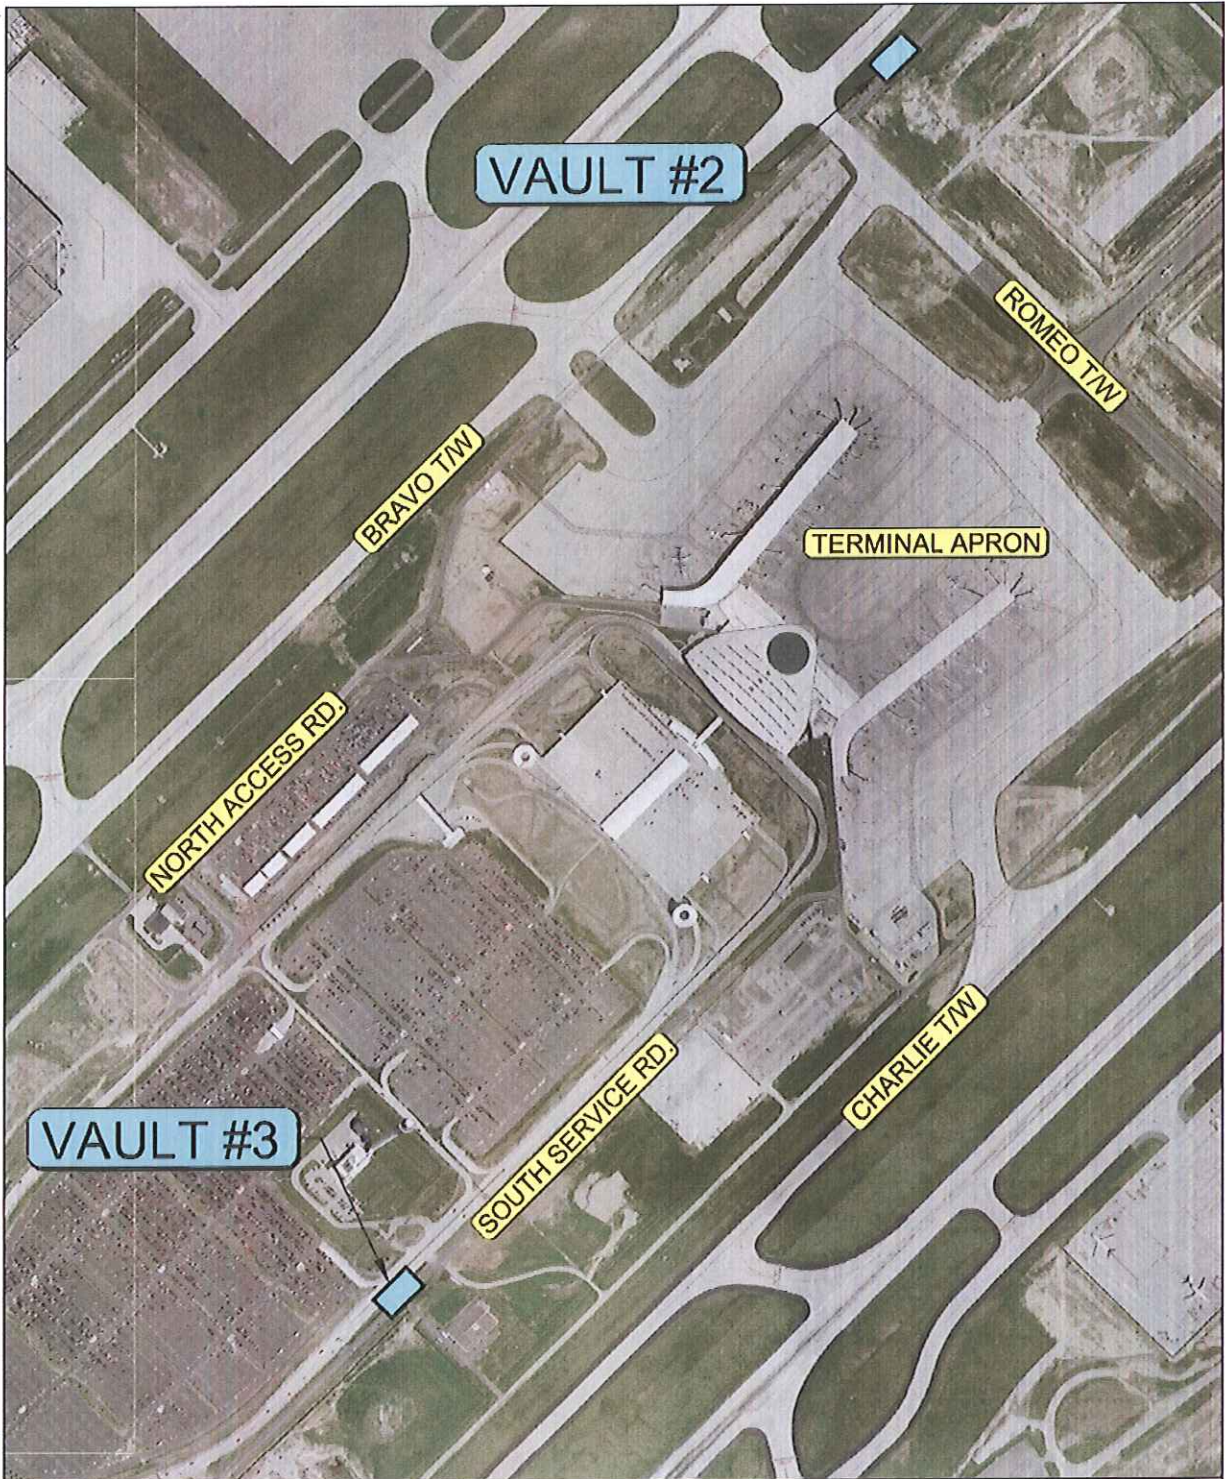 VAULT #2
ROMEO T/W
BRAVO T/W
TERMINAL APRON
NORTH ACCESS RD.
CHARLIE T/W
SOUTH SERVICE RD.
VAULT #3